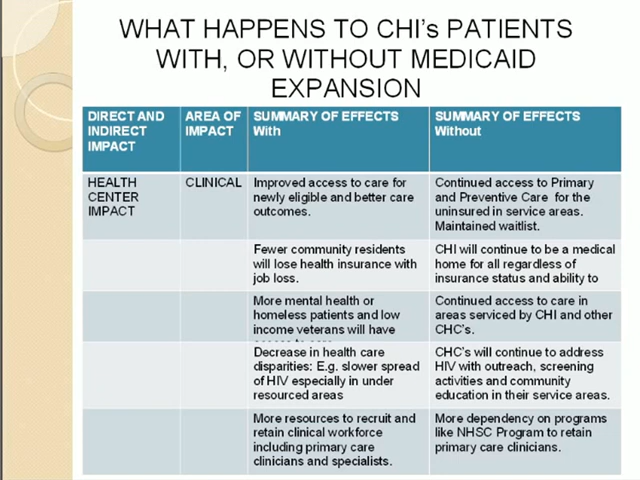 WHAT HAPPENS TO CHI's PATIENTS
WITH, OR WITHOUT MEDICAID
EXPANSION
DIRECT AND
INDIRECT
IMPACT
AREA OF
IMPACT
SUMMARY OF EFFECTS
With
SUMMARY OF EFFECTS
Without
HEALTH
CENTER
IMPACT
CLINICAL
Improved access to care for
newly eligible and better care
outcomes.
Continued access to Primary
and Preventive Care for the
uninsured in service areas.
Maintained waitlist.
Fewer community residents
will lose health insurance with
job loss.
CHI will continue to be a medical
home for all regardless of
insurance status and ability to
More mental health or
homeless patients and low
income veterans will have
Continued access to care in
areas serviced by CHI and other
CHC's.
Decrease in health care
disparities: E.g. slower spread
of HIV especially in under
resourced areas
CHC's will continue to address
HIV with outreach, screening
activities and community
education in their service areas.
More resources to recruit and
retain clinical workforce
including primary care
clinicians and specialists.
More dependency on programs
like NHSC Program to retain
primary care clinicians.